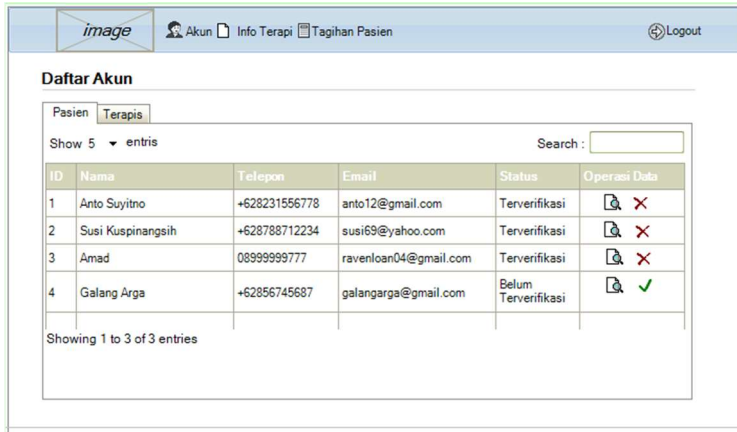 image Akun Info Terapi Tagihan Pasien Logout
Daftar Akun
Pasien Terapis
Show 5 entris Search :
ID Nama Telepon Email Status Operasi Data
1 Anto Suyitno +628231556778 anto12@gmail.com Terverifikasi
2 Susi Kuspinangsih +628788712234 susi69@yahoo.com Terverifikasi
3 Amad 08999999777 ravenloan04@gmail.com Terverifikasi
4 Galang Arga +62856745687 galangarga@gmail.com Belum
Terverifikasi
Showing 1 to 3 of 3 entries